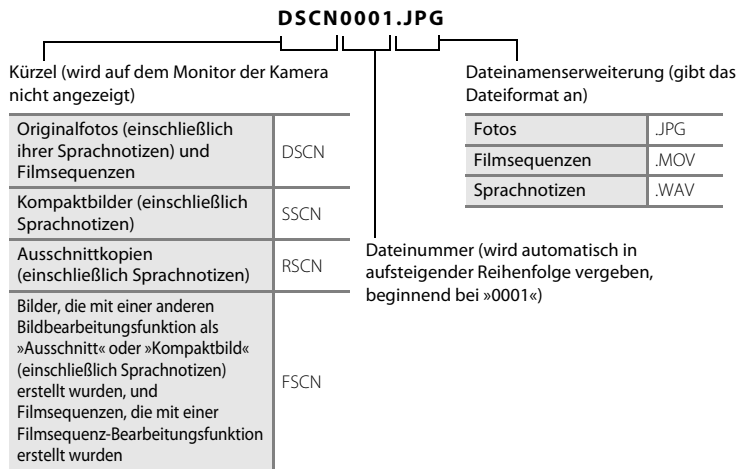 DSCN0001.JPG
Kürzel (wird auf dem Monitor der Kamera
nicht angezeigt)
Originalfotos (einschließlich
ihrer Sprachnotizen) und
Filmsequenzen
DSCN
Kompaktbilder (einschließlich
Sprachnotizen)
SSCN
Ausschnittkopien
(einschließlich Sprachnotizen)
RSCN
Bilder, die mit einer anderen
Bildbearbeitungsfunktion als
»Ausschnitt« oder »Kompaktbild«
(einschließlich Sprachnotizen)
erstellt wurden, und
Filmsequenzen, die mit einer
Filmsequenz-Bearbeitungsfunktion
erstellt wurden
FSCN
Dateinamenserweiterung (gibt das
Dateiformat an)
Fotos .JPG
Filmsequenzen .MOV
Sprachnotizen .WAV
Dateinummer (wird automatisch in
aufsteigender Reihenfolge vergeben,
beginnend bei »0001«)